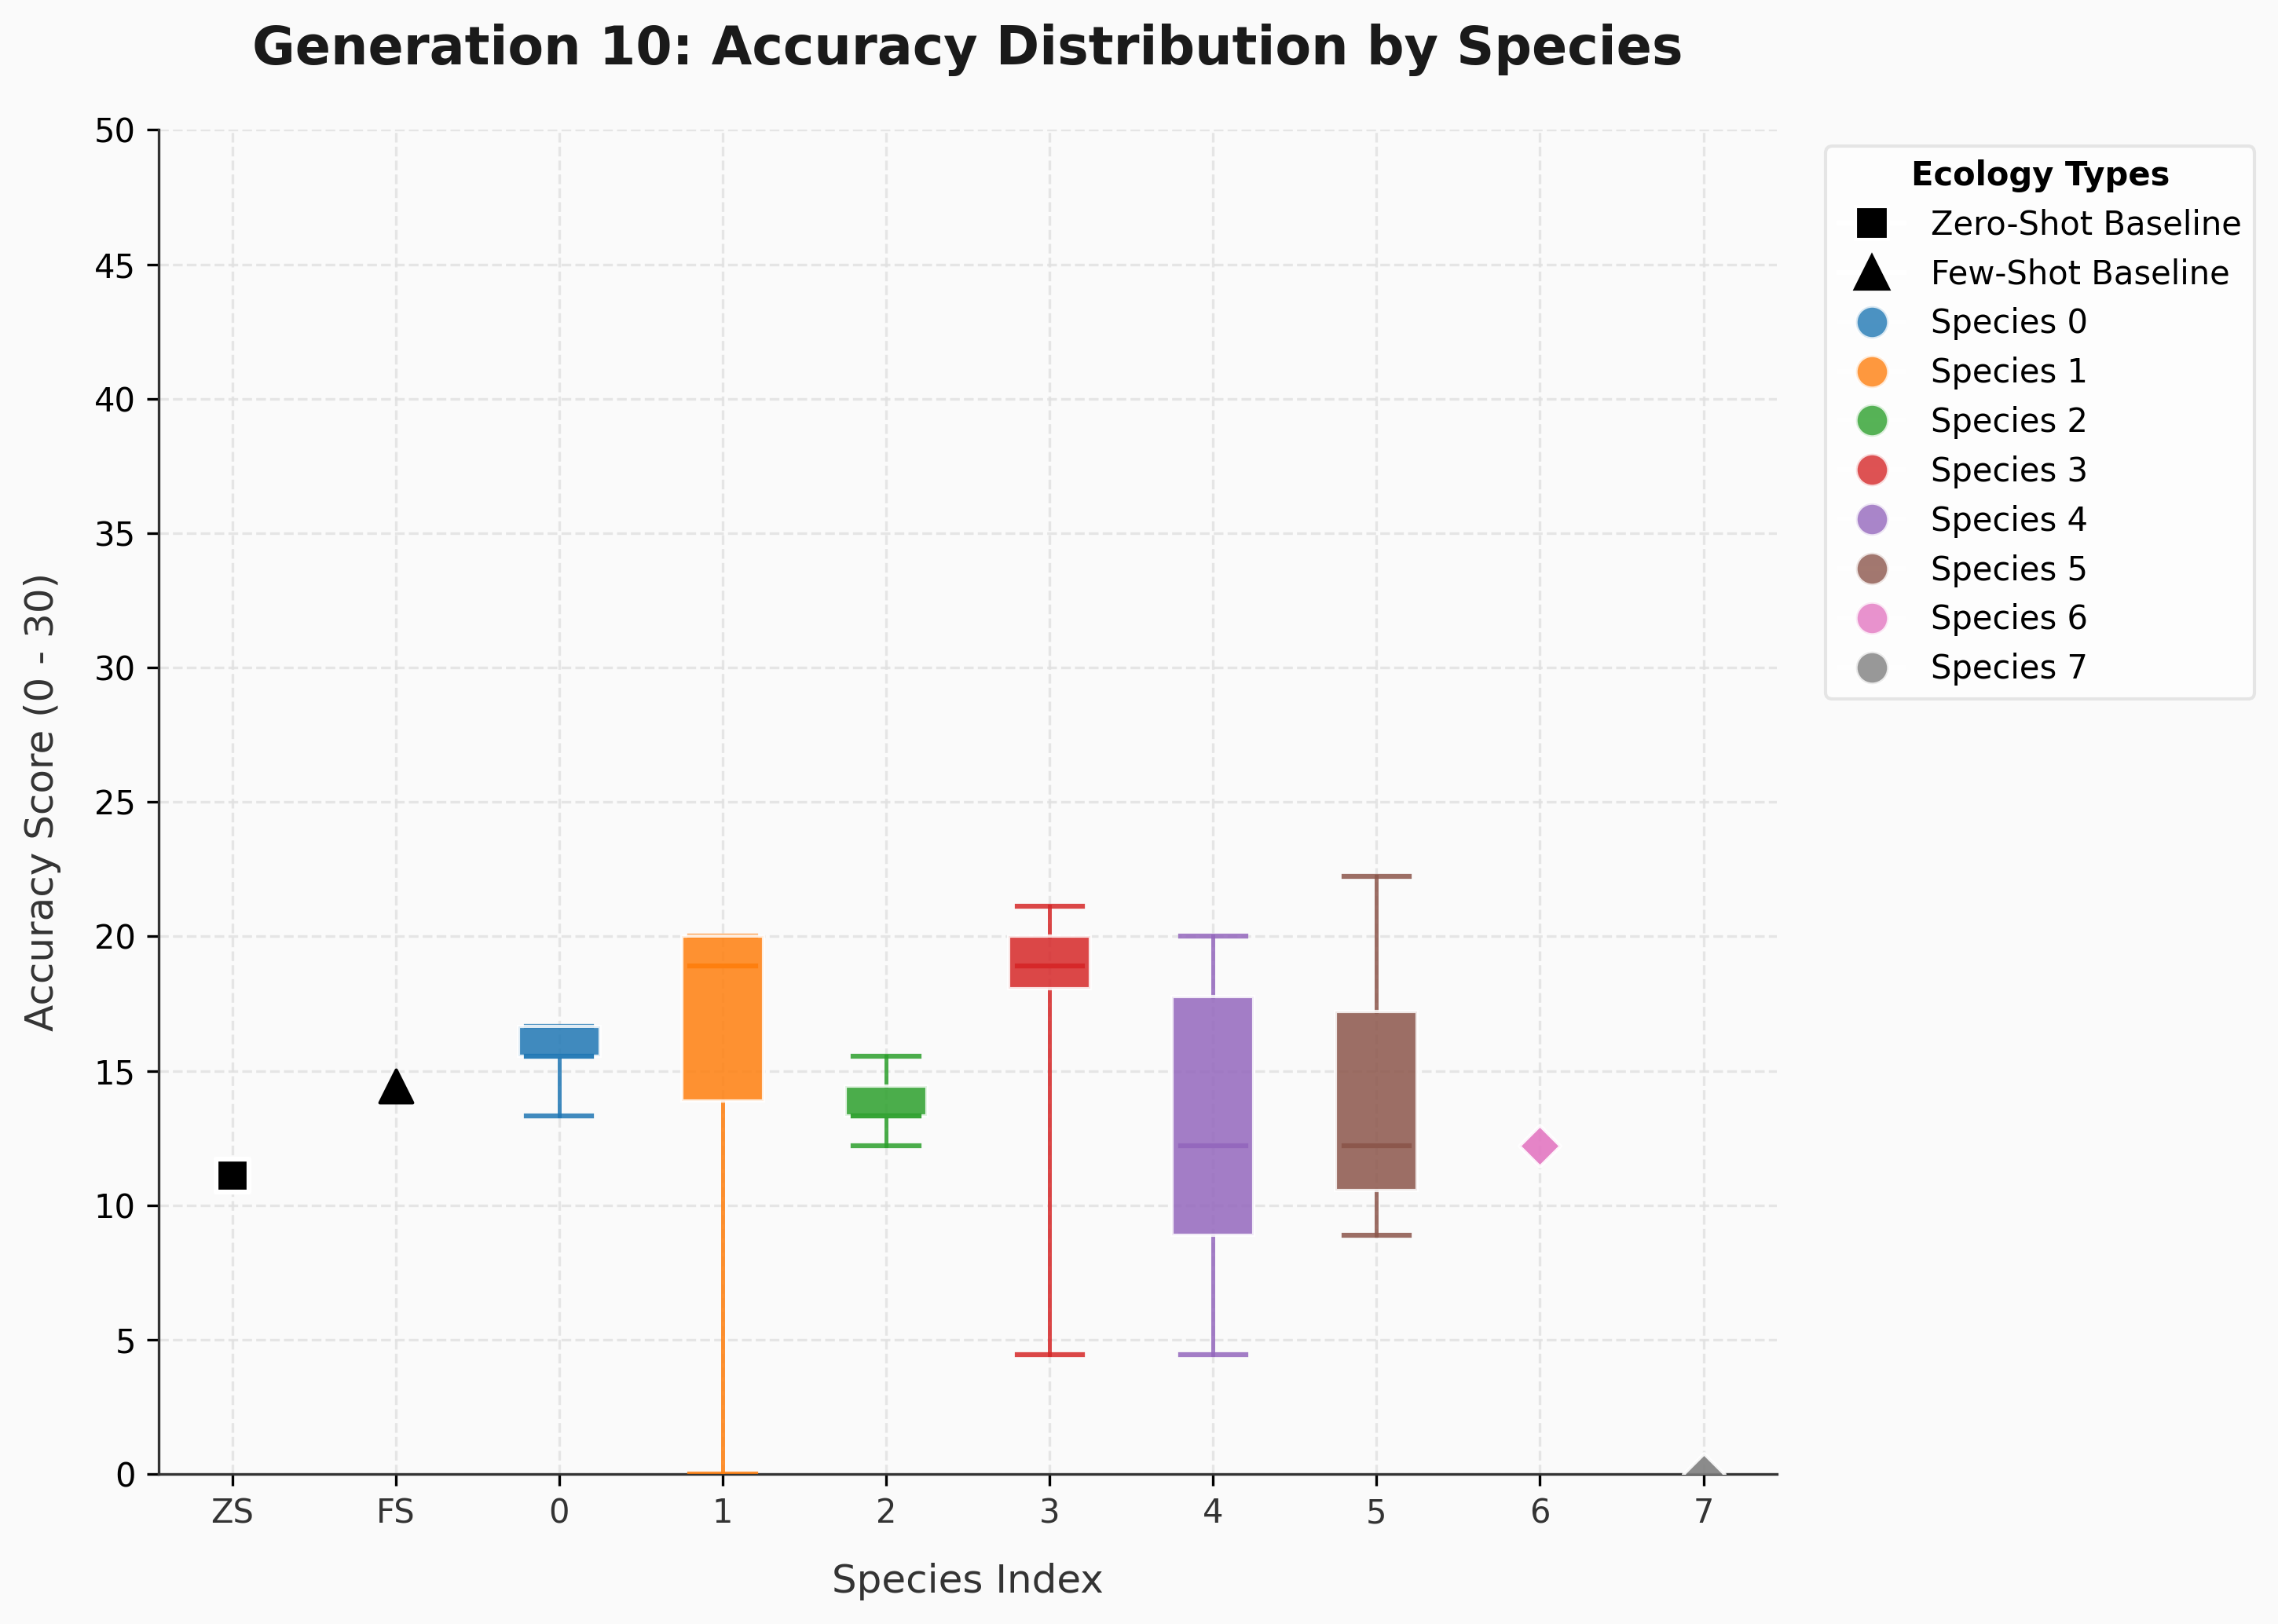 Generation 10: Accuracy Distribution by Species
50
45
40
35
30
25
20
15
10
5
0
Accuracy Score (0 - 30)
ZS FS 0 1 2 3 4 5 6 7
Species Index
Ecology Types
Zero-Shot Baseline
Few-Shot Baseline
Species 0
Species 1
Species 2
Species 3
Species 4
Species 5
Species 6
Species 7